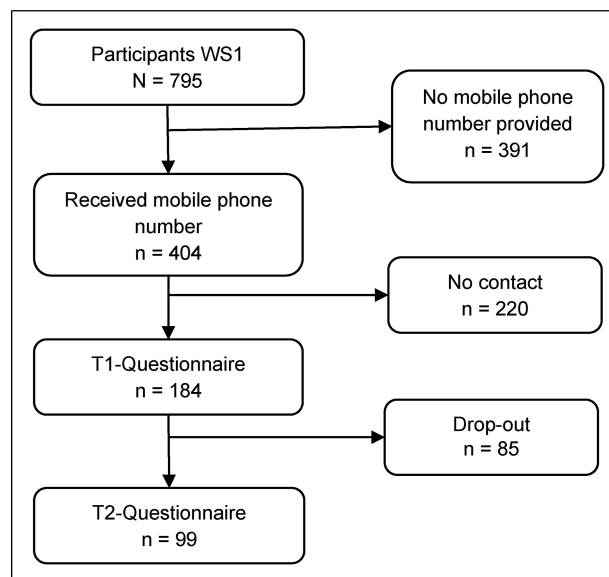 Participants WS1
N = 795
No mobile phone
number provided
n = 391
Received mobile phone
number
n = 404
No contact
n = 220
T1-Questionnaire
n = 184
Drop-out
n = 85
T2-Questionnaire
n = 99